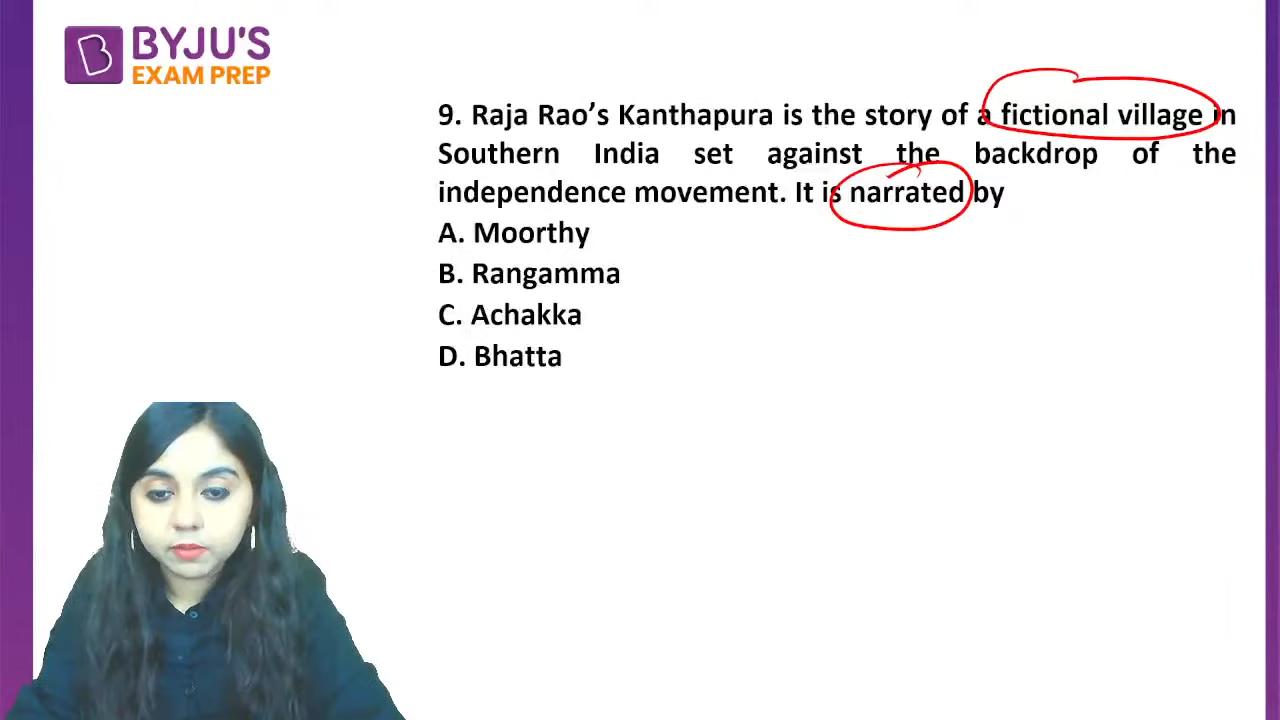 BYJU'S
EXAM PREP
9. Raja Rao’s Kanthapura is the story of a fictional village in
Southern India set against the backdrop of the
independence movement. It is narrated by
A. Moorthy
B. Rangamma
C. Achakka
D. Bhatta